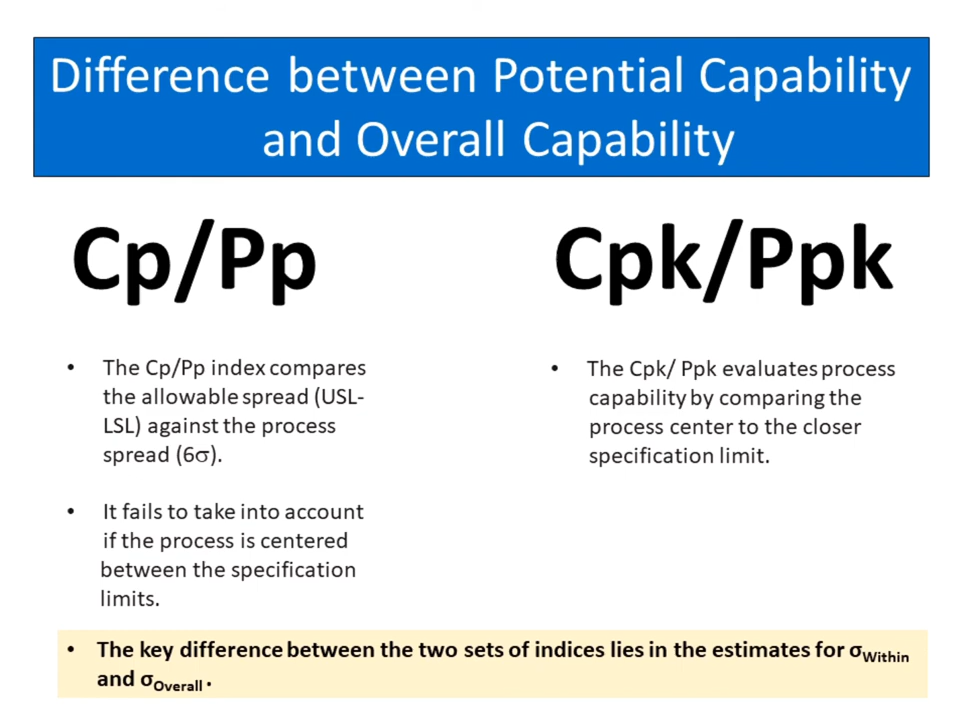 Difference between Potential Capability
and Overall Capability
Cp/Pp
• The Cp/Pp index compares
the allowable spread (USL-
LSL) against the process
spread (6σ).
• It fails to take into account
if the process is centered
between the specification
limits.
Cpk/Ppk
• The Cpk/ Ppk evaluates process
capability by comparing the
process center to the closer
specification limit.
• The key difference between the two sets of indices lies in the estimates for σWithin
and σOverall .